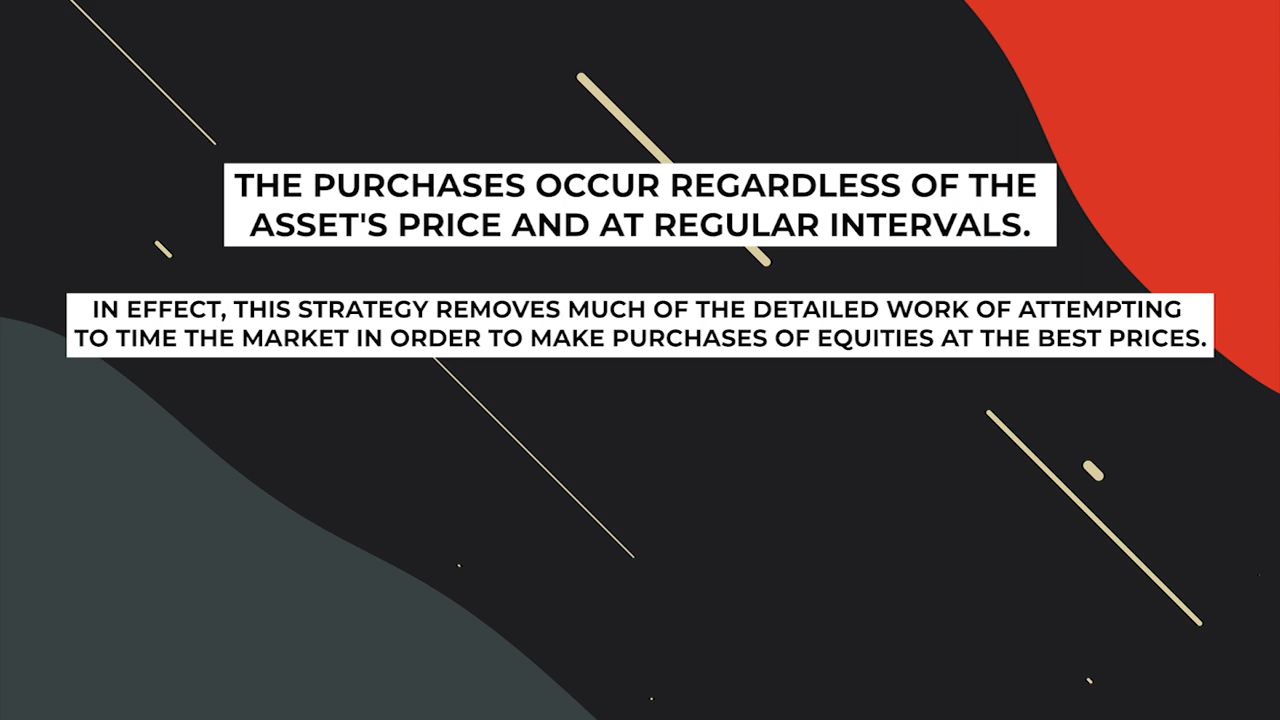 THE PURCHASES OCCUR REGARDLESS OF THE
ASSET'S PRICE AND AT REGULAR INTERVALS.
IN EFFECT, THIS STRATEGY REMOVES MUCH OF THE DETAILED WORK OF ATTEMPTING
TO TIME THE MARKET IN ORDER TO MAKE PURCHASES OF EQUITIES AT THE BEST PRICES.